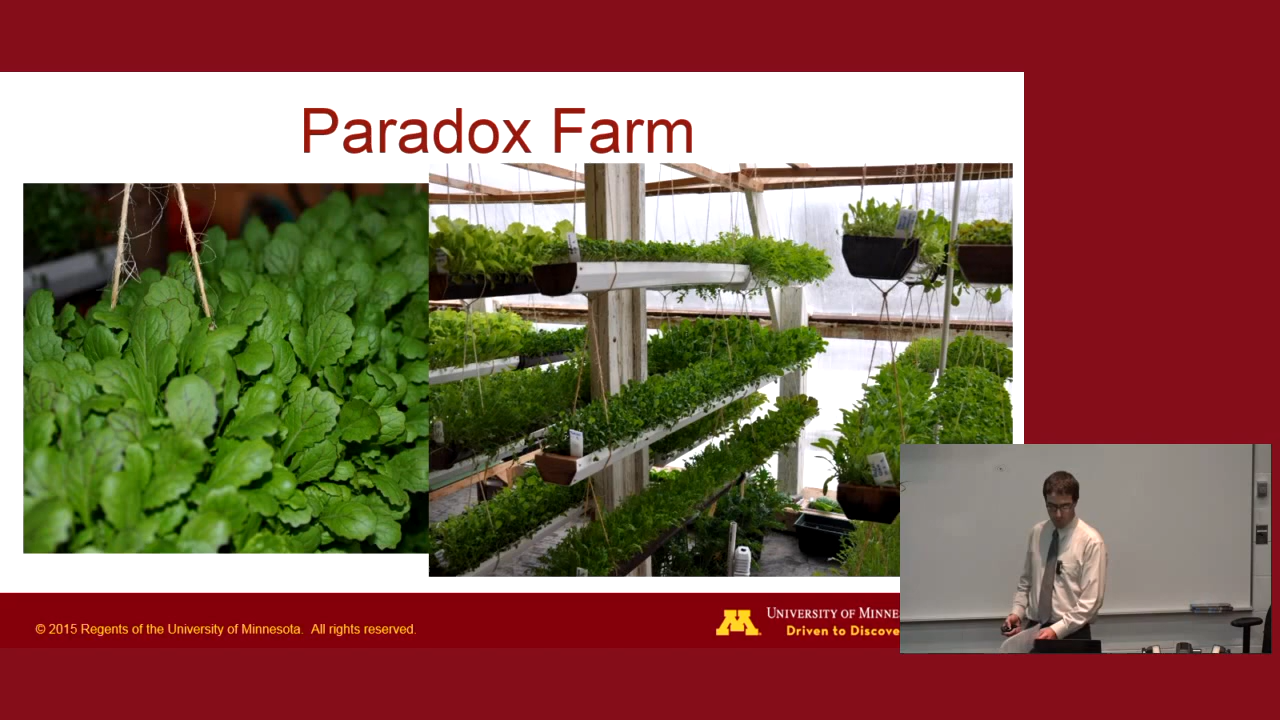 Paradox Farm
© 2015 Regents of the University of Minnesota. All rights reserved.
UNIVERSITY OF MINNE
Driven to Discove